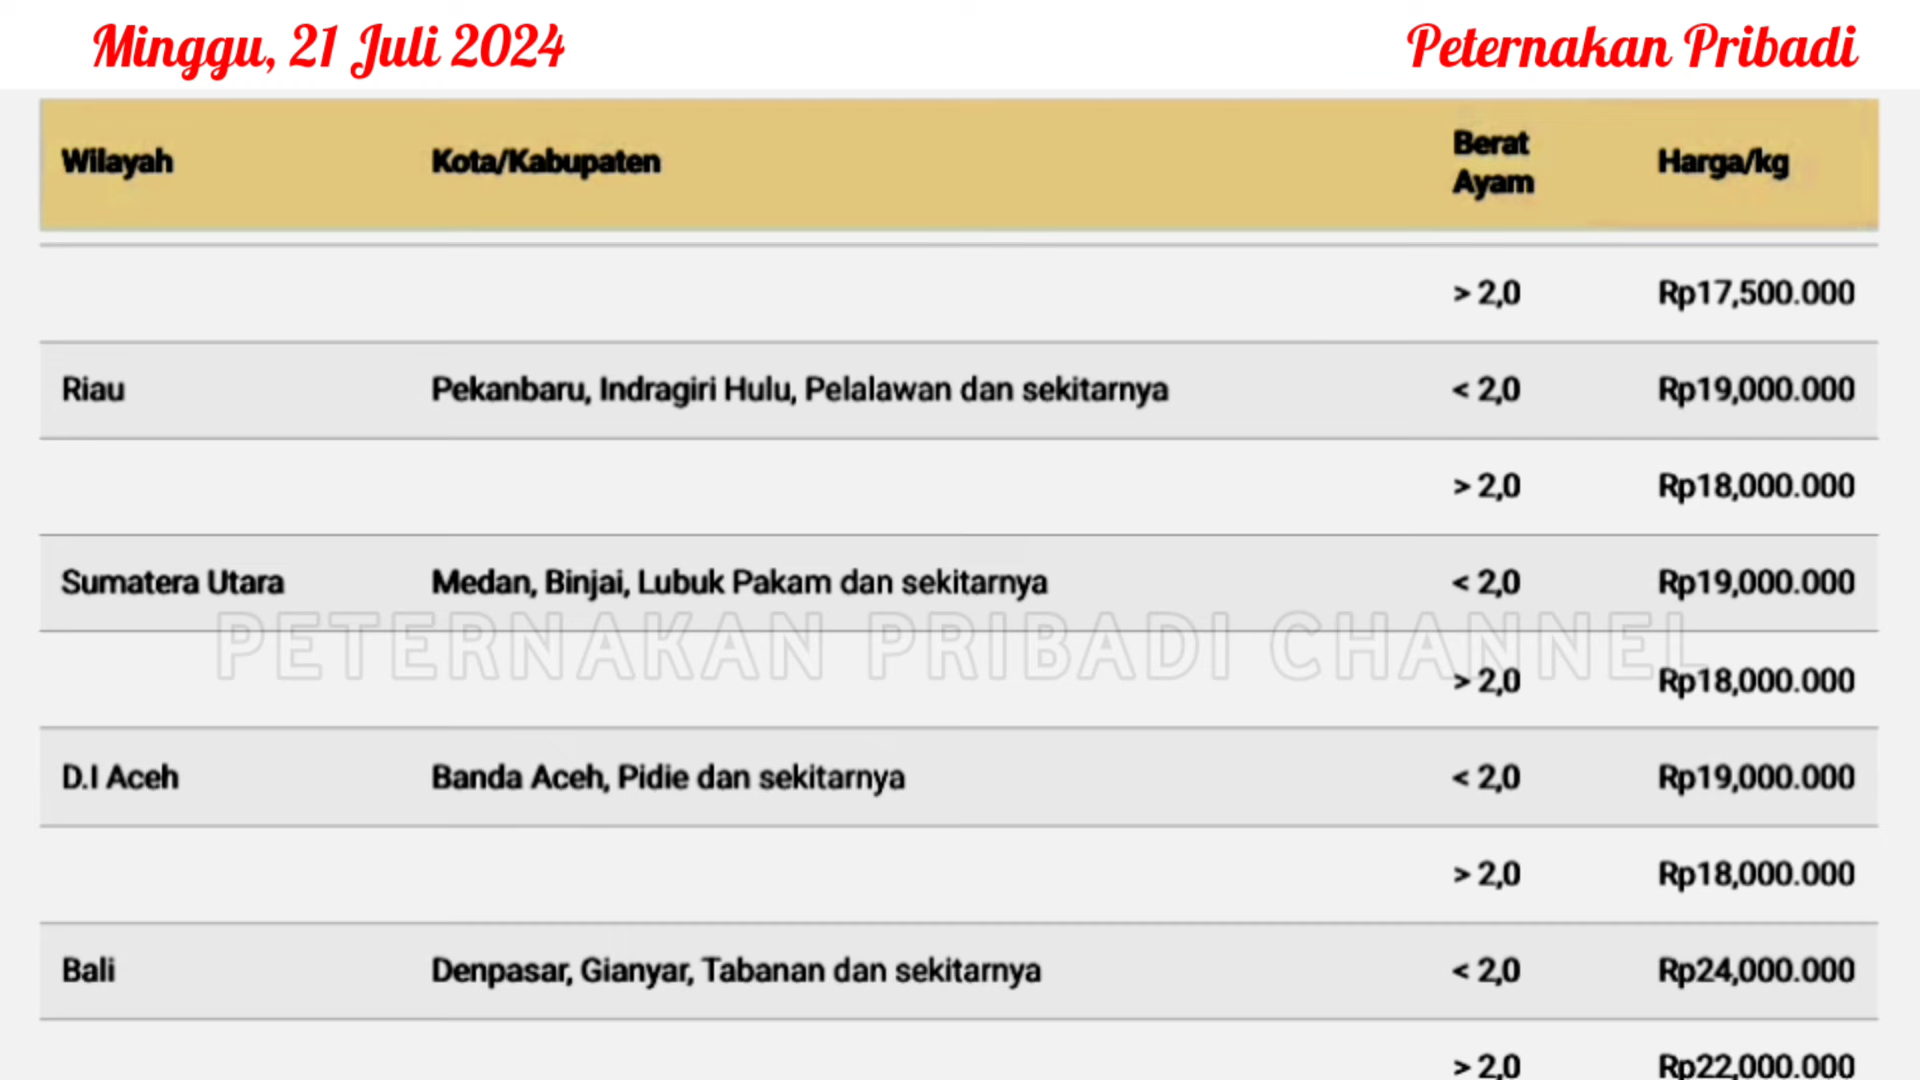 Minggu, 21 Juli 2024 Peternakan Pribadi
Wilayah Kota/Kabupaten Berat Ayam Harga/kg
> 2,0 Rp17,500.000
Riau Pekanbaru, Indragiri Hulu, Pelalawan dan sekitarnya < 2,0 Rp19,000.000
> 2,0 Rp18,000.000
Sumatera Utara Medan, Binjai, Lubuk Pakam dan sekitarnya < 2,0 Rp19,000.000
PETERNAKAN PRIBADI CHANNEL
> 2,0 Rp18,000.000
D.I Aceh Banda Aceh, Pidie dan sekitarnya < 2,0 Rp19,000.000
> 2,0 Rp18,000.000
Bali Denpasar, Gianyar, Tabanan dan sekitarnya < 2,0 Rp24,000.000
> 2,0 Rp22,000.000